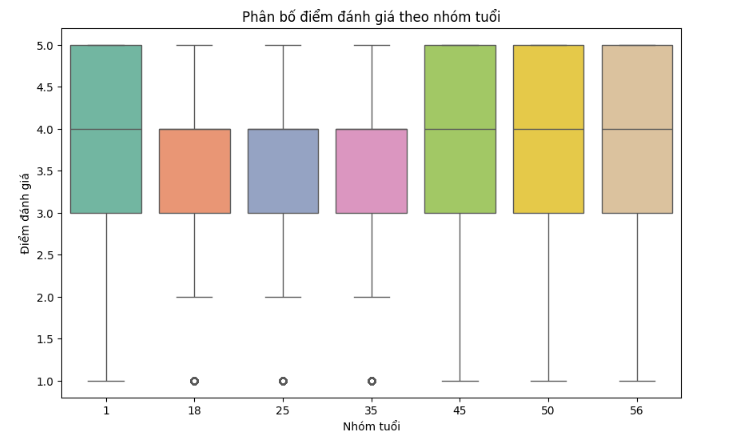 Phân bố điểm đánh giá theo nhóm tuổi
Điểm đánh giá
5.0
4.5
4.0
3.5
3.0
2.5
2.0
1.5
1.0
1 18 25 35 45 50 56
Nhóm tuổi